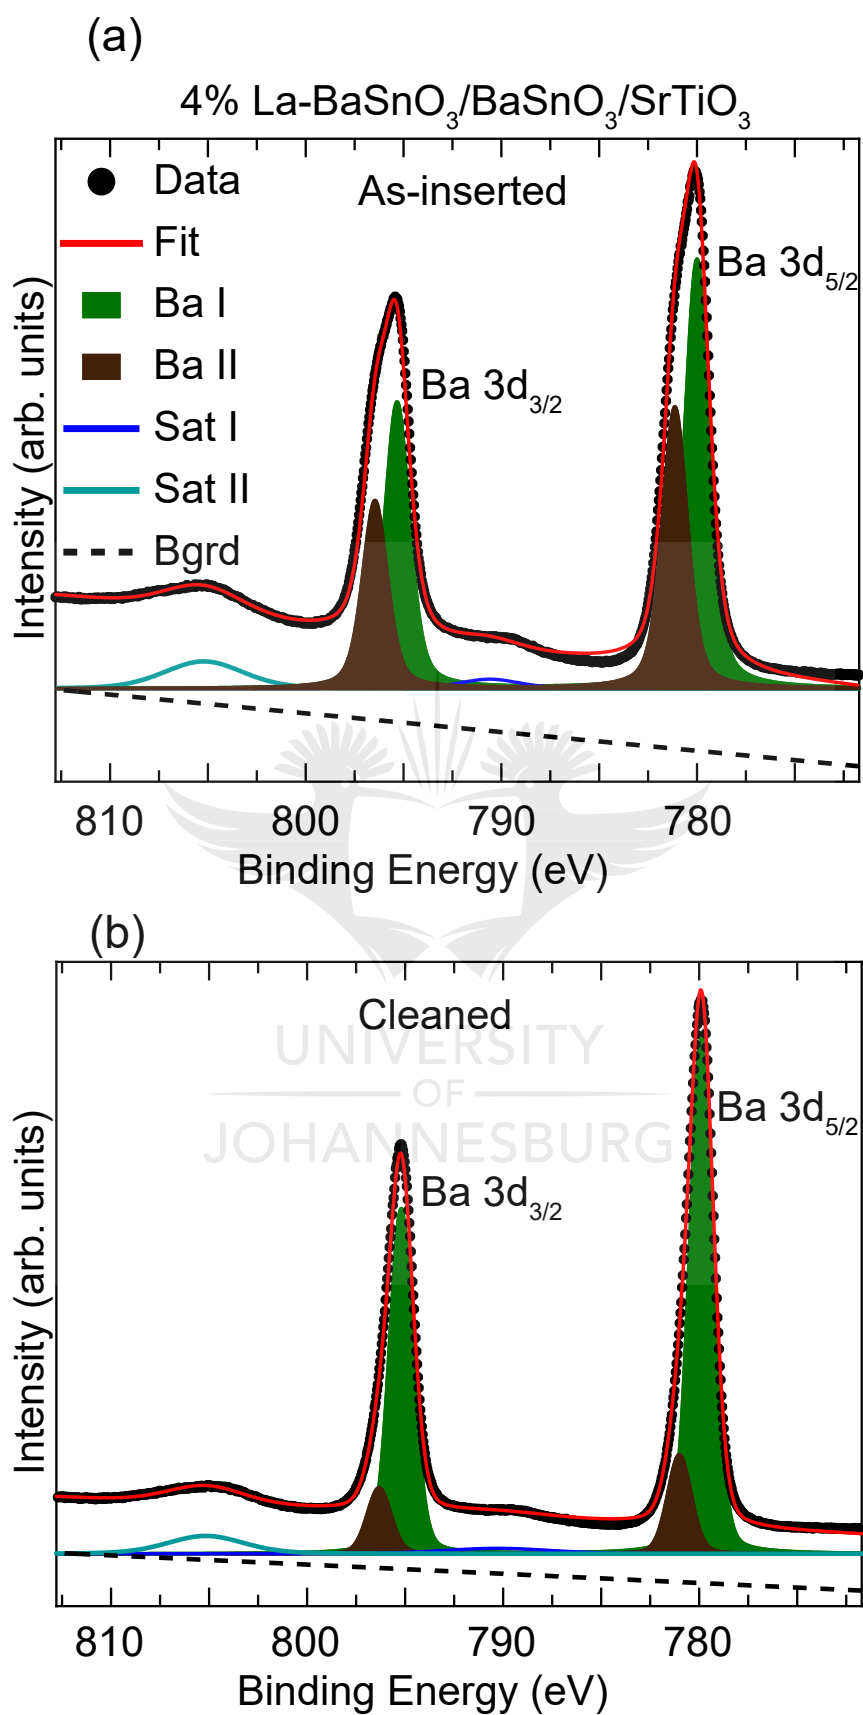 (a)
4% La-BaSnO₃/BaSnO₃/SrTiO₃
Data
As-inserted
Fit
Ba 3d₅/₂
Ba I
Ba II
Ba 3d₃/₂
Sat I
Sat II
Bgrd
Intensity (arb. units)
810 800 790 780
Binding Energy (eV)
(b)
Cleaned
UNIVERSITY
OF
JOHANNESBURG
Ba 3d₅/₂
Ba 3d₃/₂
Intensity (arb. units)
810 800 790 780
Binding Energy (eV)